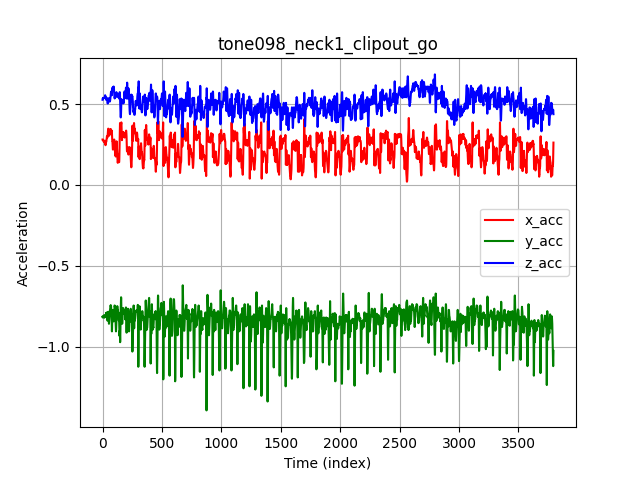 tone098_neck1_clipout_go
Acceleration
0.5
0.0
−0.5
−1.0
x_acc
y_acc
z_acc
0 500 1000 1500 2000 2500 3000 3500
Time (index)